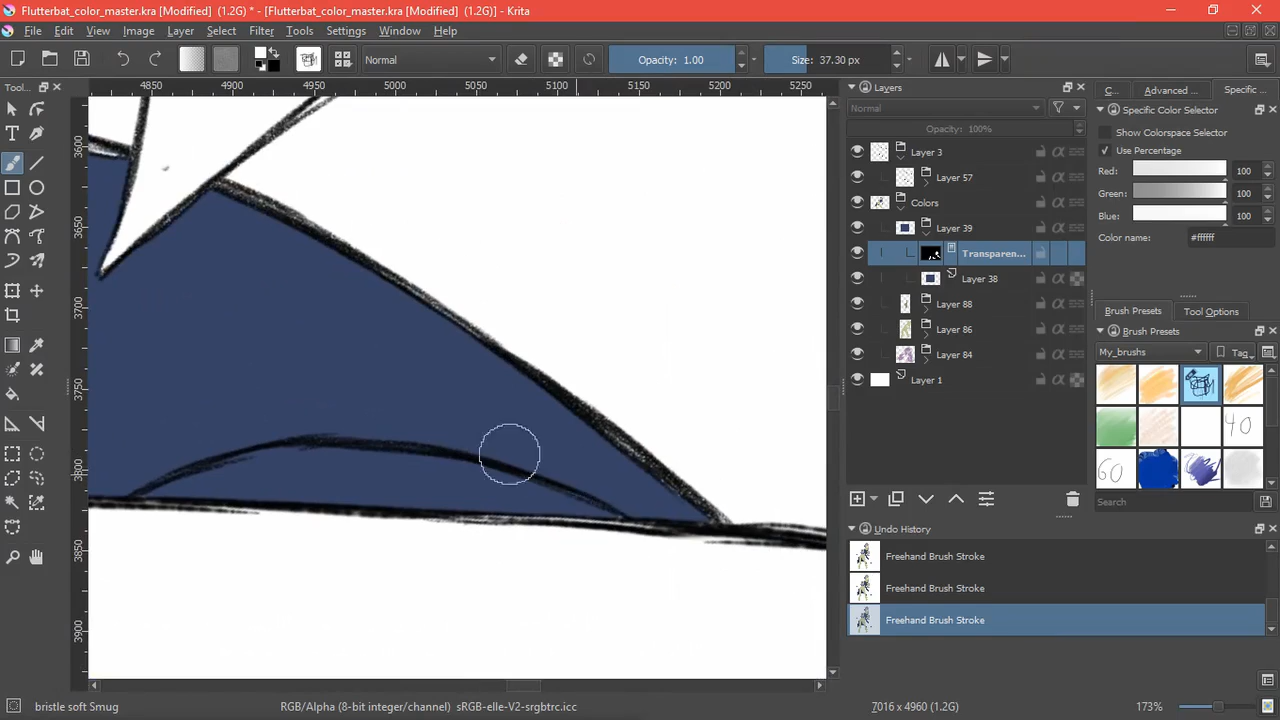 Flutterbat_color_master.kra [Modified] (1.2G) * - [Flutterbat_color_master.kra [Modified] (1.2G)] - Krita
File Edit View Image Layer Select Filter Tools Settings Window Help
Normal
Opacity: 1.00
Size: 37.30 px
Tool...
4850 4900 4950 5000 5050 5100 5150 5200 5250
3600
3650
3700
3750
3800
3850
3900
Layers
Normal
Opacity: 100%
Layer 3
Layer 57
Colors
Layer 39
Transparen...
Layer 38
Layer 88
Layer 86
Layer 84
Layer 1
Undo History
Freehand Brush Stroke
Freehand Brush Stroke
Freehand Brush Stroke
C... Advanced ... Specific ...
Specific Color Selector
Show Colorspace Selector
Use Percentage
Red: 100
Green: 100
Blue: 100
Color name: #ffffff
Brush Presets Tool Options
Brush Presets
My_brushes
Tag
40
60
Search
bristle soft Smug
RGB/Alpha (8-bit integer/channel) sRGB-elle-V2-srgbtrc.icc
7016 x 4960 (1.2G)
173%